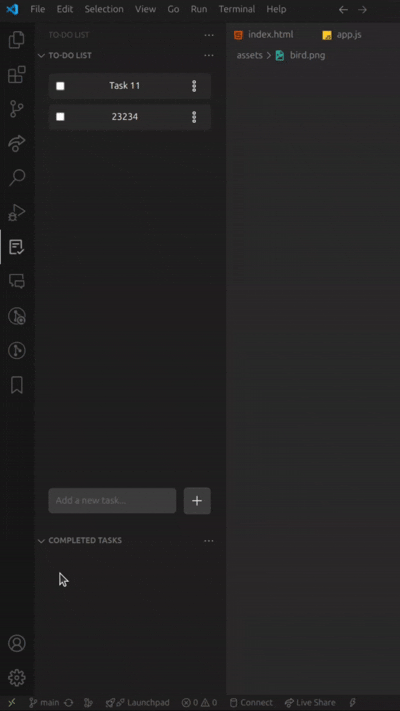 File Edit Selection View Go Run Terminal Help
TO-DO LIST
index.html app.js
TO-DO LIST
assets > bird.png
Task 11
23234
Add a new task...
COMPLETED TASKS
main Launchpad 0 0 Connect Live Share